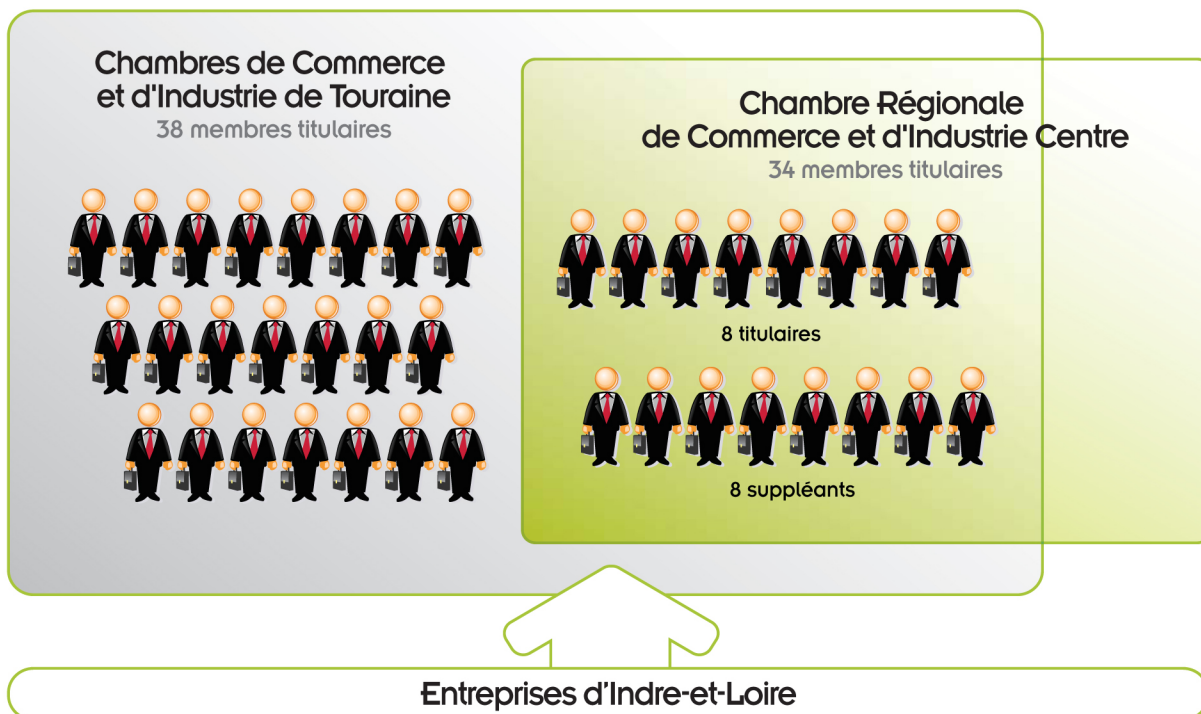 Chambres de Commerce
et d'Industrie de Touraine
38 membres titulaires
Chambre Régionale
de Commerce et d'Industrie Centre
34 membres titulaires
8 titulaires
8 suppléants
Entreprises d'Indre-et-Loire